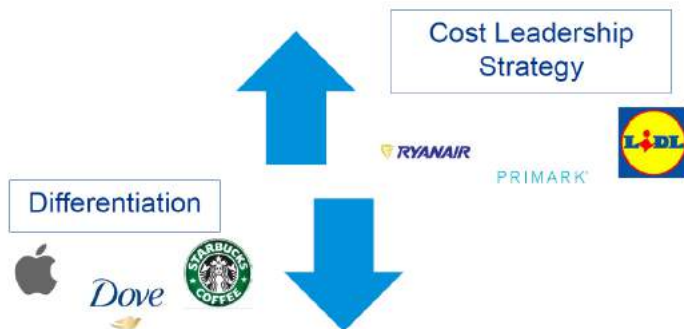 Cost Leadership
Strategy
RYANAIR
LIDL
PRIMARK
Differentiation
STARBUCKS
COFFEE
Dove